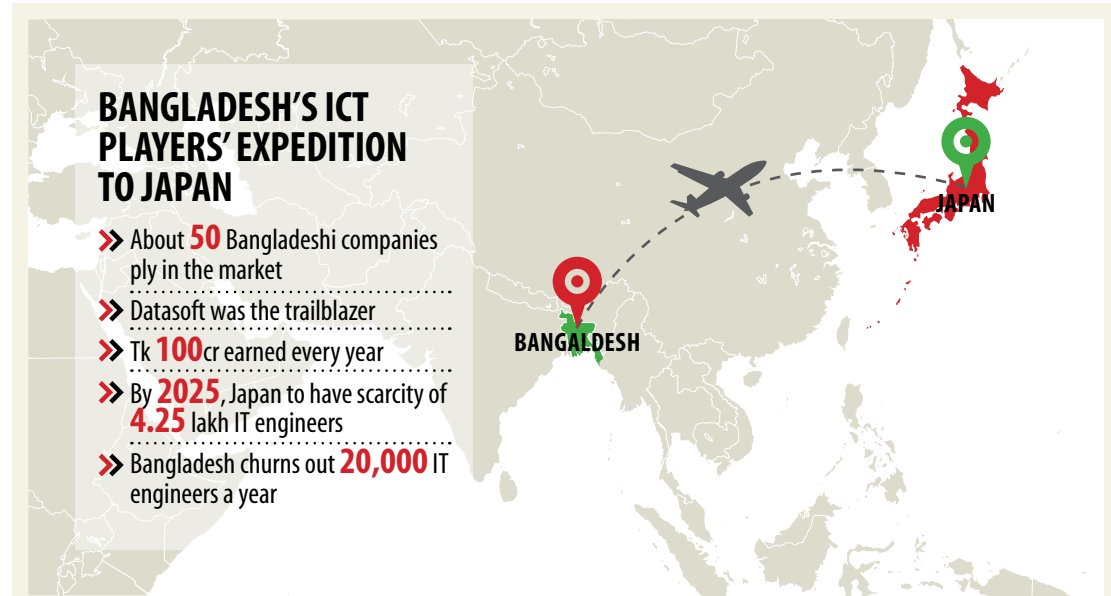 BANGLADESH'S ICT
PLAYERS' EXPEDITION
TO JAPAN
About 50 Bangladeshi companies
ply in the market
Datasoft was the trailblazer
Tk 100cr earned every year
By 2025, Japan to have scarcity of
4.25 lakh IT engineers
Bangladesh churns out 20,000 IT
engineers a year
BANGALDESH
JAPAN